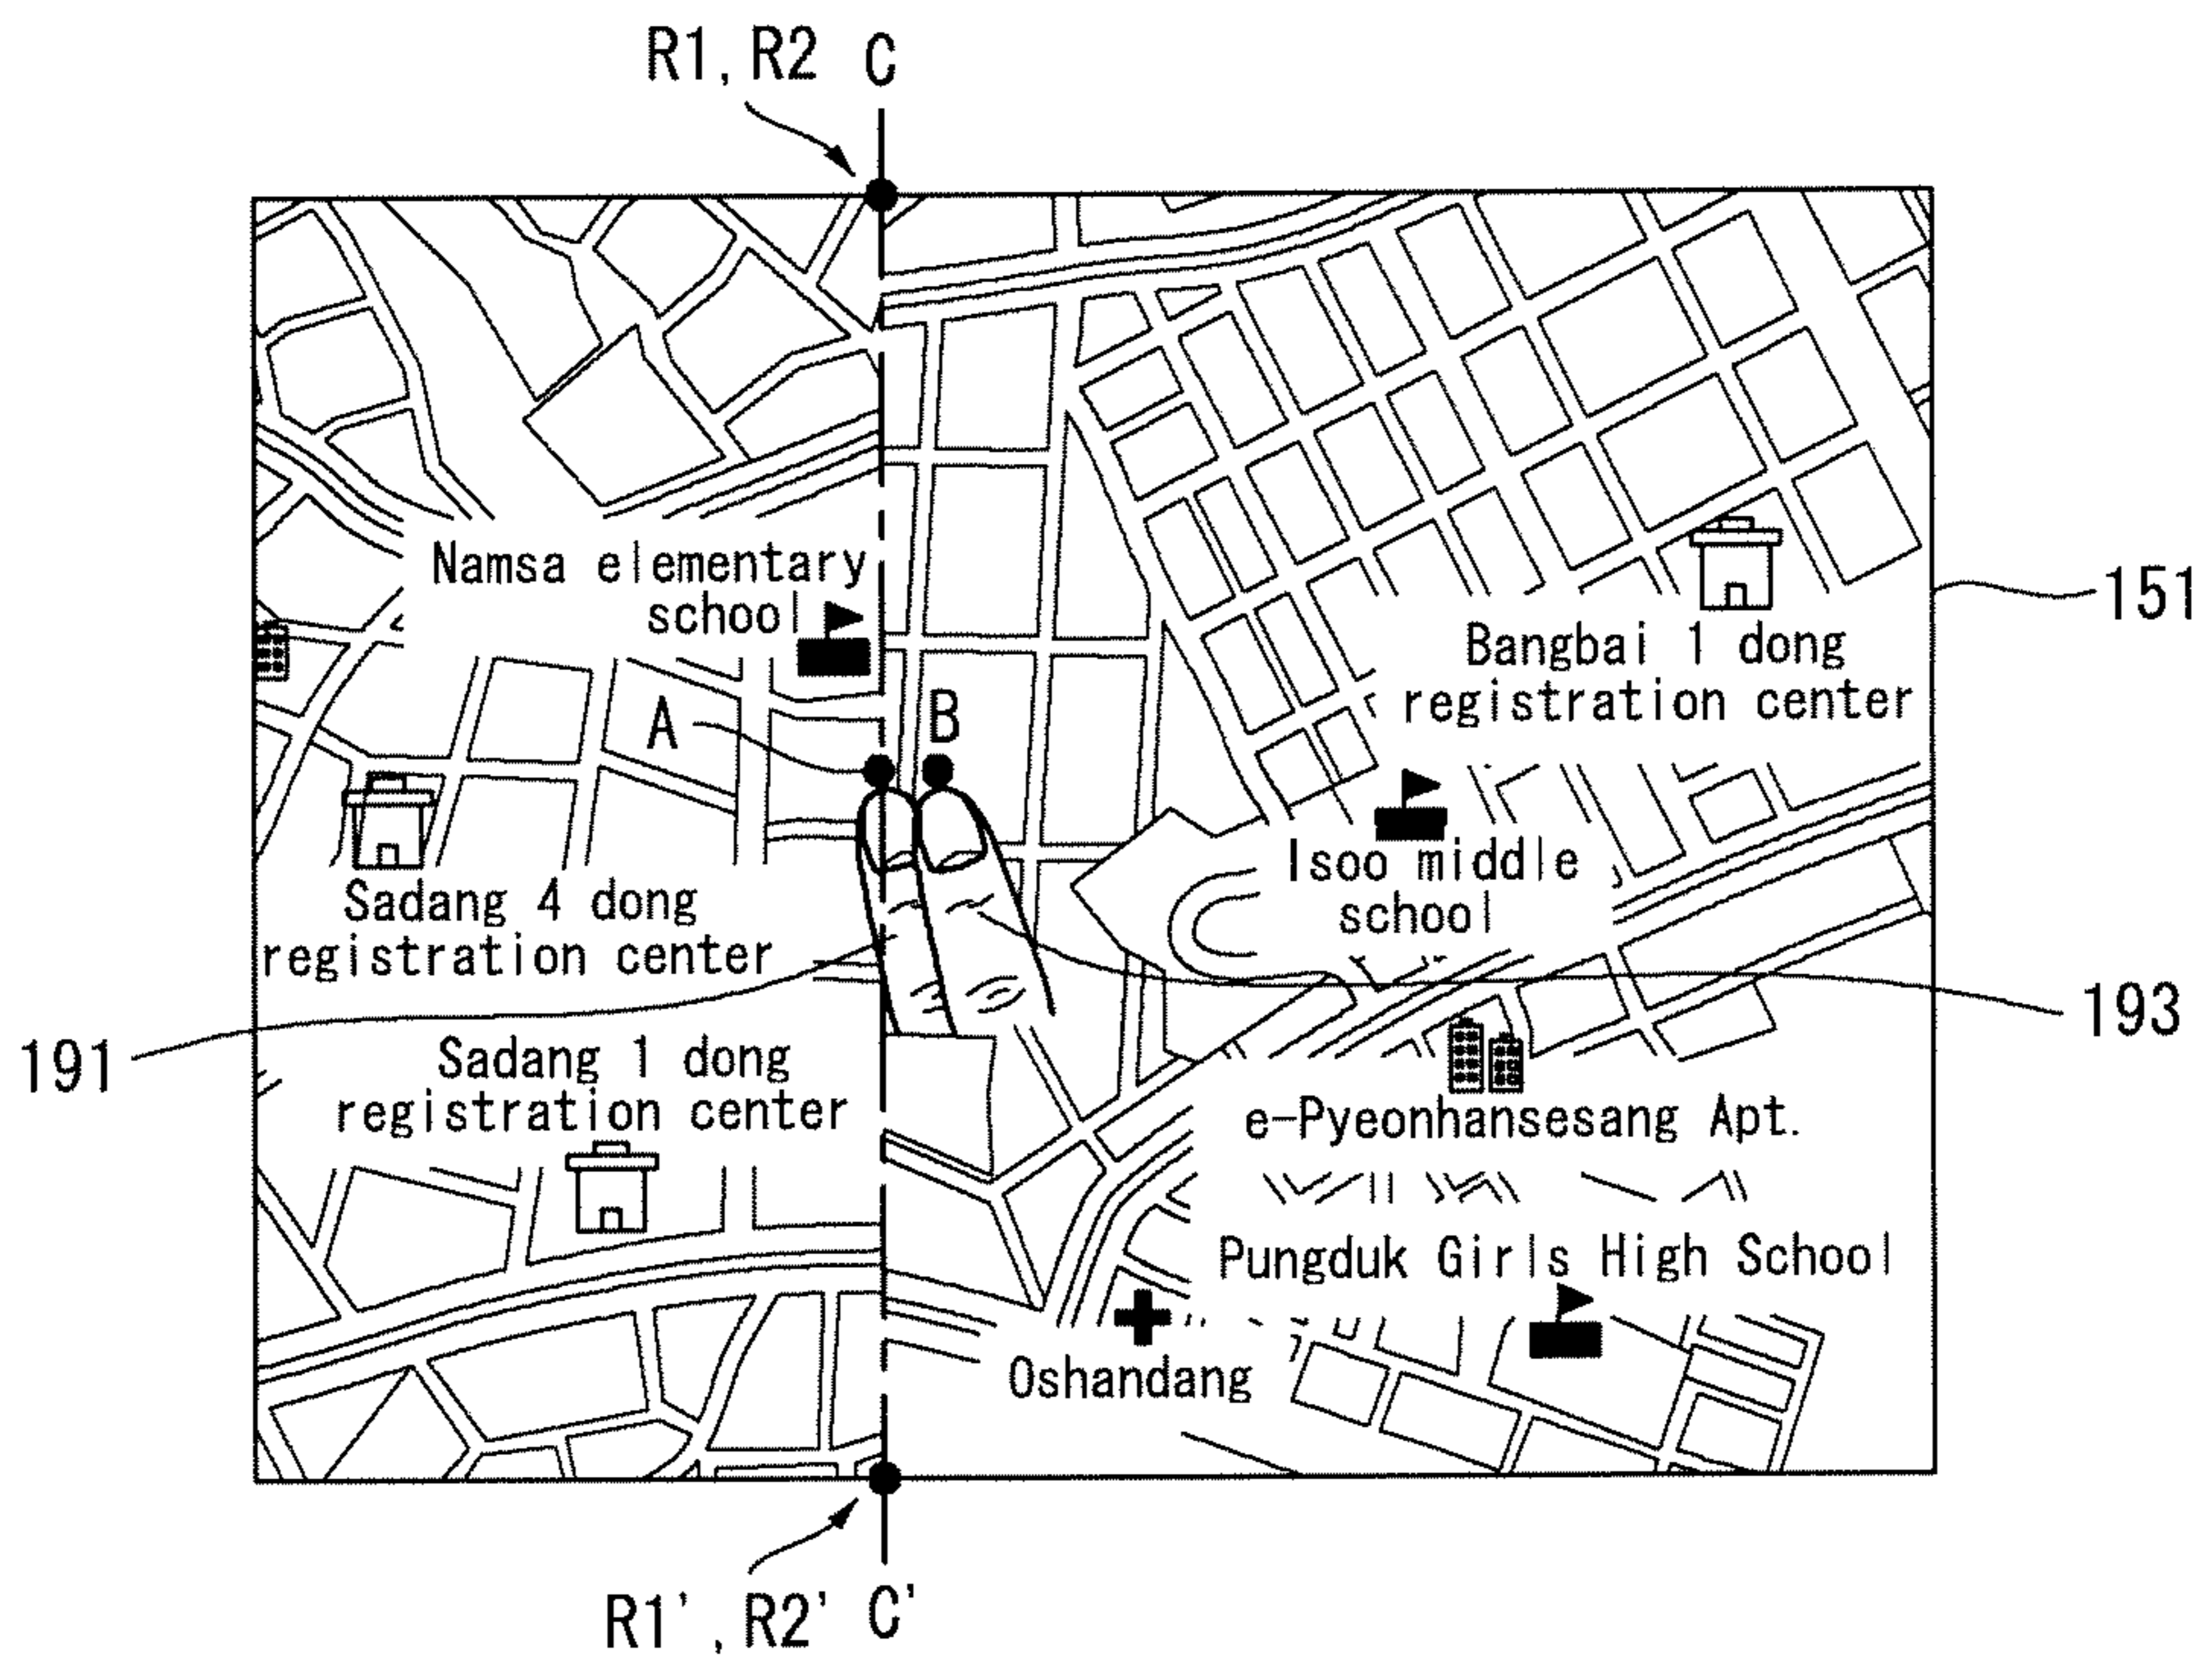 R1, R2 C
Namsa elementary
school
151
Bangbai 1 dong
registration center
A
B
Isoo middle
school
Sadang 4 dong
registration center
193
191
Sadang 1 dong
registration center
e-Pyeonhansesang Apt.
Pungduk Girls High School
Oshandang
R1', R2' C'